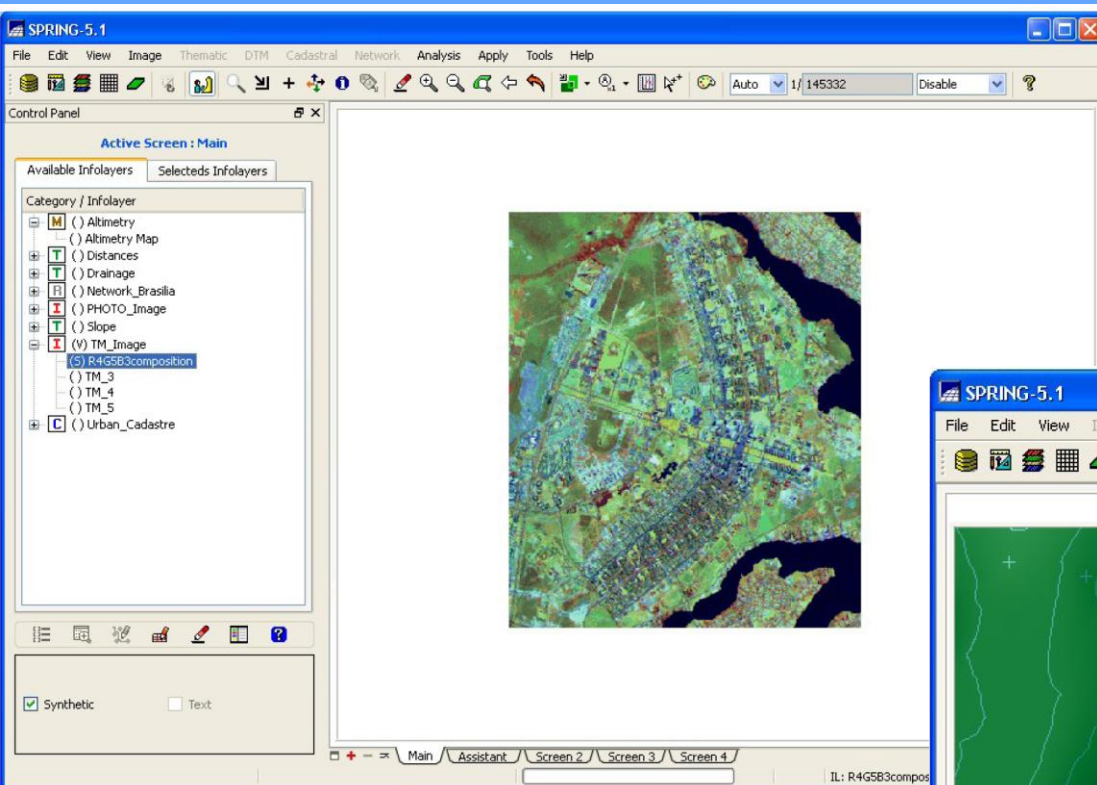 SPRING-5.1
File Edit View Image Thematic DTM Cadastral Network Analysis Apply Tools Help
Auto 1/ 145332 Disable
Control Panel
Active Screen : Main
Available Infolayers Selecteds Infolayers
Category / Infolayer
M ( ) Altimetry
( ) Altimetry Map
T ( ) Distances
T ( ) Drainage
R ( ) Network_Brasilia
I ( ) PHOTO_Image
T ( ) Slope
I (V) TM_Image
(S) R4G5B3composition
( ) TM_3
( ) TM_4
( ) TM_5
C ( ) Urban_Cadastre
Synthetic Text
Main Assistant Screen 2 Screen 3 Screen 4
IL: R4G5B3compos
SPRING-5.1
File Edit View I